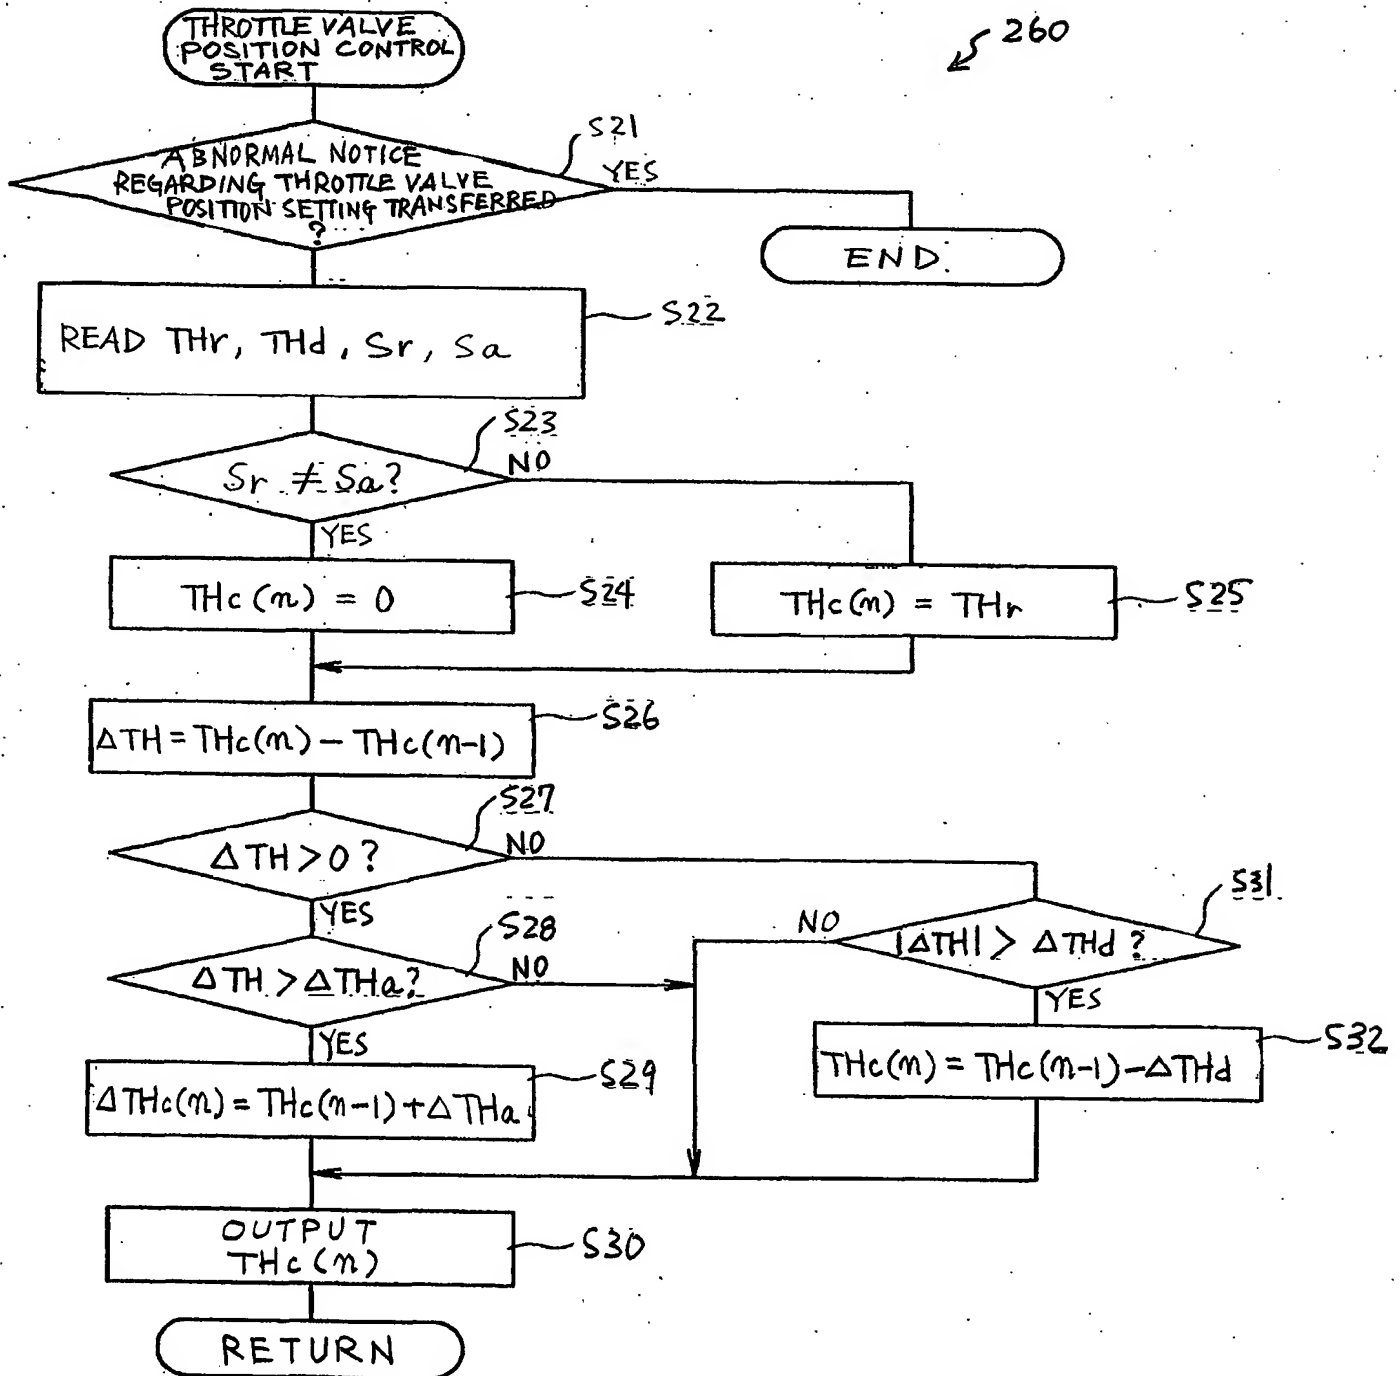 THROTTLE VALVE
POSITION CONTROL
START
260
S21
ABNORMAL NOTICE
REGARDING THROTTLE VALVE
POSITION SETTING TRANSFERRED
?
YES
END.
S22
READ THr, THd, Sr, Sa
S23
Sr ≠ Sa?
NO
YES
THc(n) = 0
S24
THc(n) = THr
S25
ΔTH = THc(n) - THc(n-1)
S26
S27
ΔTH > 0?
NO
YES
S28
ΔTH > ΔTHa?
NO
YES
S31
NO
|ΔTH| > ΔTHd?
YES
ΔTHc(n) = THc(n-1) + ΔTHa
S29
THc(n) = THc(n-1) - ΔTHd
S32
OUTPUT
THc(n)
S30
RETURN